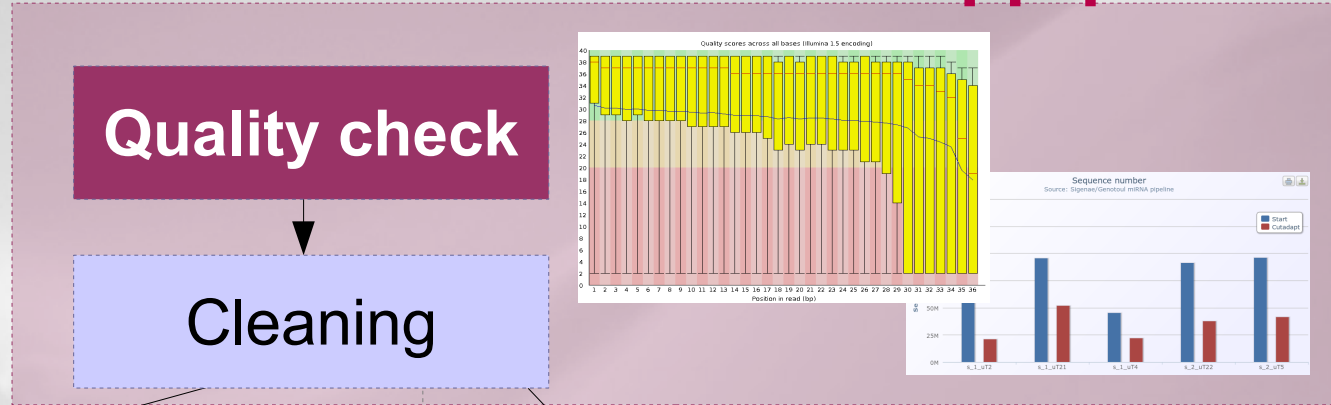 Quality check
Cleaning
Quality scores across all bases (Illumina 1.5 encoding)
40
38
36
34
32
30
28
26
24
22
20
18
16
14
12
10
8
6
4
2
0
1 2 3 4 5 6 7 8 9 10 11 12 13 14 15 16 17 18 19 20 21 22 23 24 25 26 27 28 29 30 31 32 33 34 35 36
Position in read (bp)
Sequence number
Source: Sigenae/Genotoul miRNA pipeline
Start
Cutadapt
50M
25M
0M
s_1_uT2 s_1_uT21 s_1_uT4 s_2_uT22 s_2_uT5